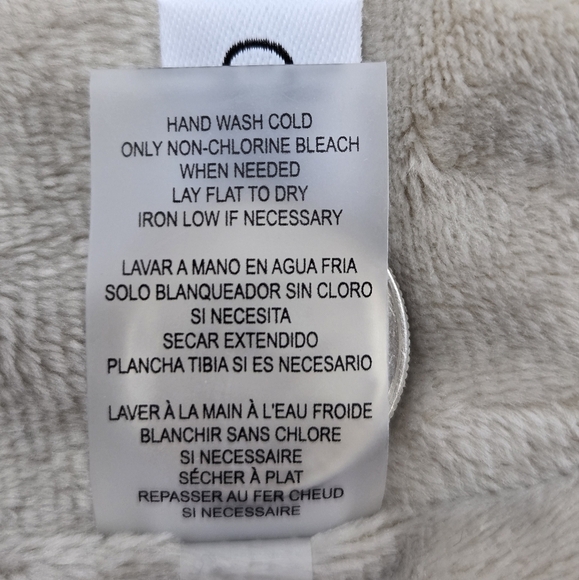 HAND WASH COLD
ONLY NON-CHLORINE BLEACH
WHEN NEEDED
LAY FLAT TO DRY
IRON LOW IF NECESSARY
LAVAR A MANO EN AGUA FRIA
SOLO BLANQUEADOR SIN CLORO
SI NECESITA
SECAR EXTENDIDO
PLANCHA TIBIA SI ES NECESARIO
LAVER À LA MAIN À L'EAU FROIDE
BLANCHIR SANS CHLORE
SI NECESSAIRE
SÉCHER À PLAT
REPASSER AU FER CHEUD
SI NECESSAIRE